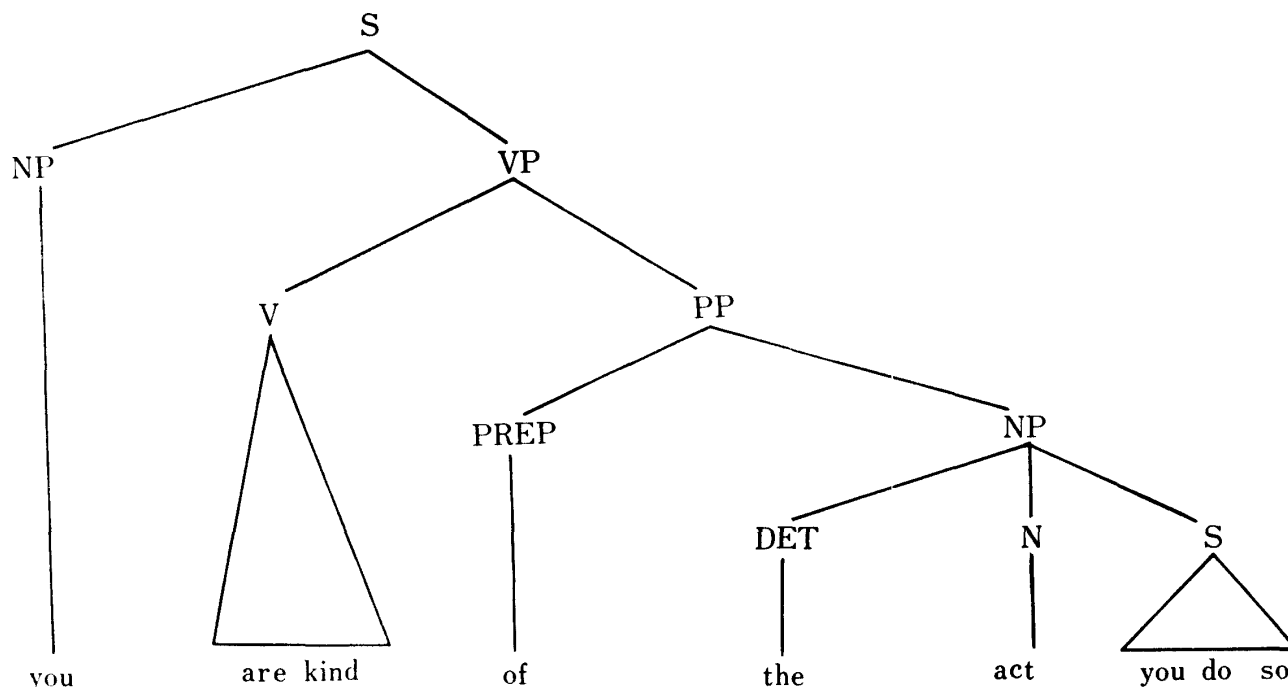 S
NP VP
V PP
PREP NP
DET N S
you are kind of the act you do so